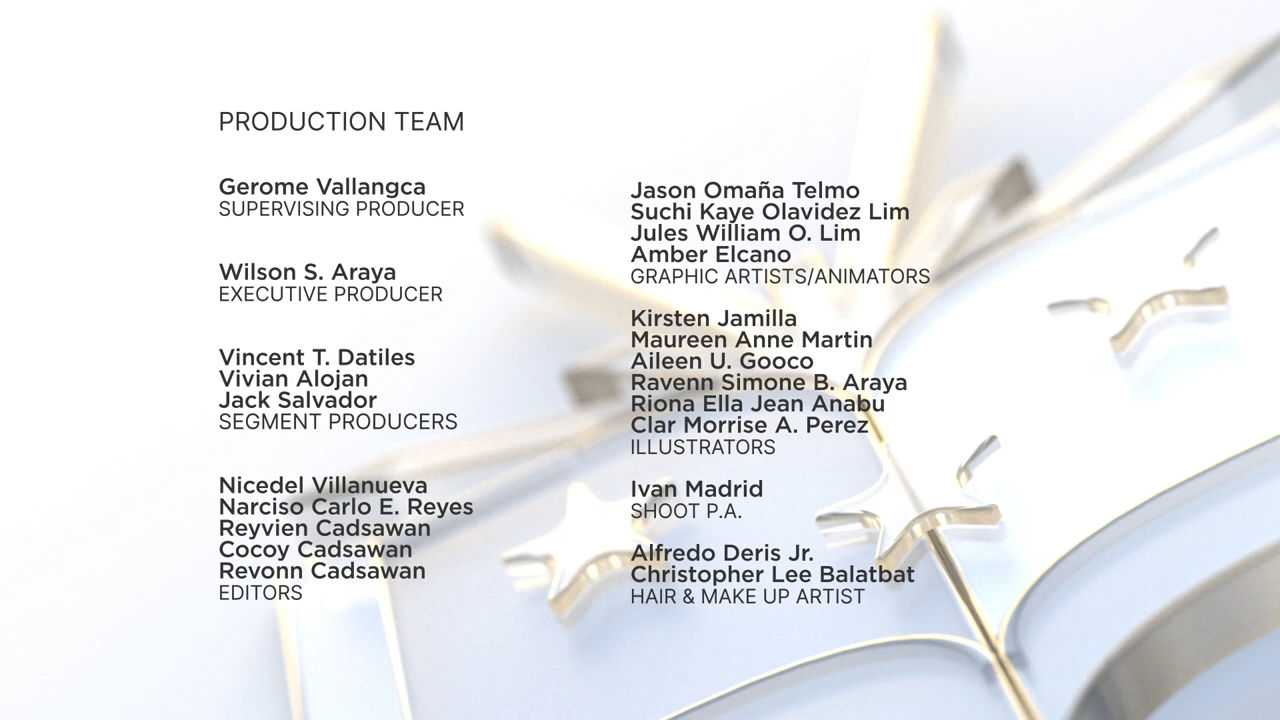 PRODUCTION TEAM
Gerome Vallangca
SUPERVISING PRODUCER
Wilson S. Araya
EXECUTIVE PRODUCER
Vincent T. Datiles
Vivian Alojan
Jack Salvador
SEGMENT PRODUCERS
Nicedel Villanueva
Narciso Carlo E. Reyes
Reyvien Cadsawan
Cocoy Cadsawan
Revonn Cadsawan
EDITORS
Jason Omaña Telmo
Suchi Kaye Olavidez Lim
Jules William O. Lim
Amber Elcano
GRAPHIC ARTISTS/ANIMATORS
Kirsten Jamilla
Maureen Anne Martin
Aileen U. Gooco
Ravenn Simone B. Araya
Riona Ella Jean Anabu
Clar Morrise A. Perez
ILLUSTRATORS
Ivan Madrid
SHOOT P.A.
Alfredo Deris Jr.
Christopher Lee Balatbat
HAIR & MAKE UP ARTIST